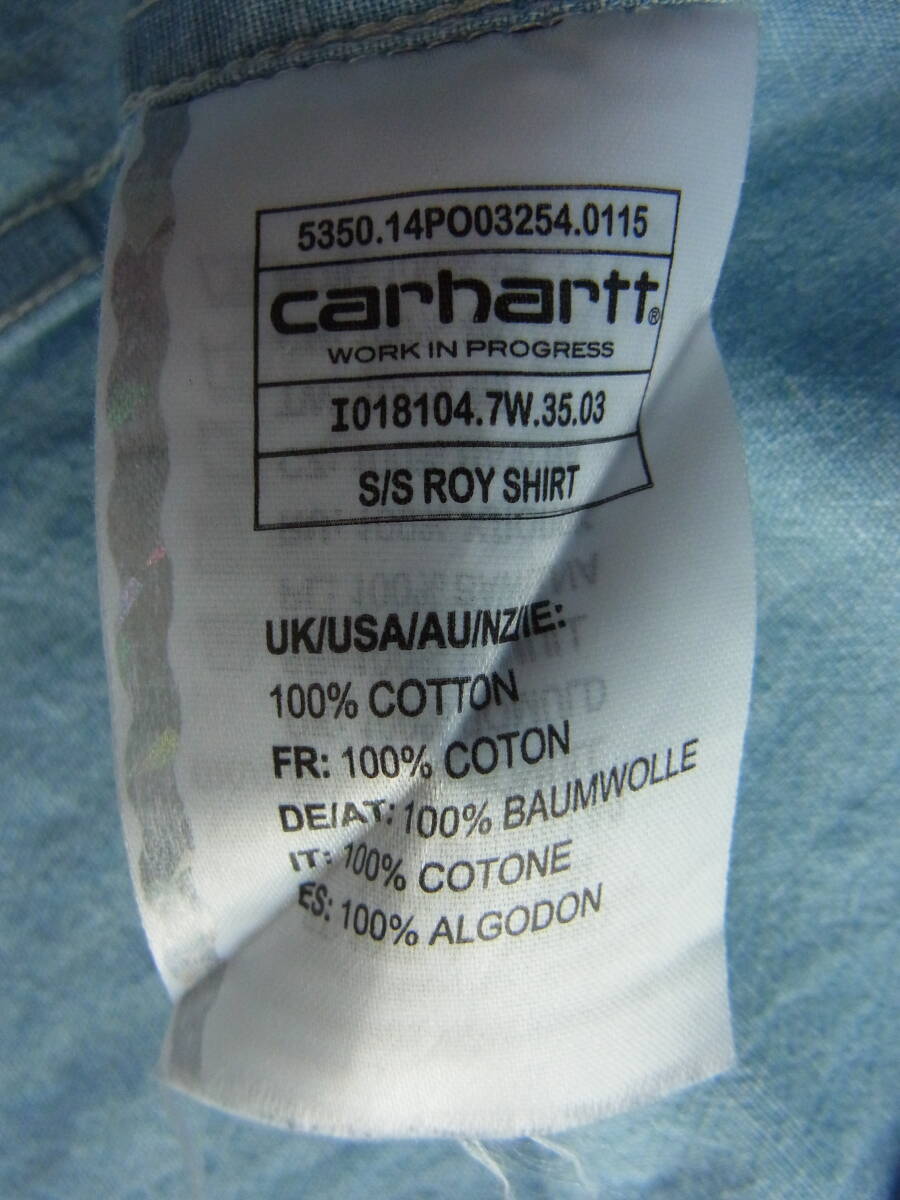 5350.14PO03254.0115
carhartt®
WORK IN PROGRESS
I018104.7W.35.03
S/S ROY SHIRT
UK/USA/AU/NZ/IE:
100% COTTON
FR: 100% COTON
DE/AT: 100% BAUMWOLLE
IT: 100% COTONE
ES: 100% ALGODON